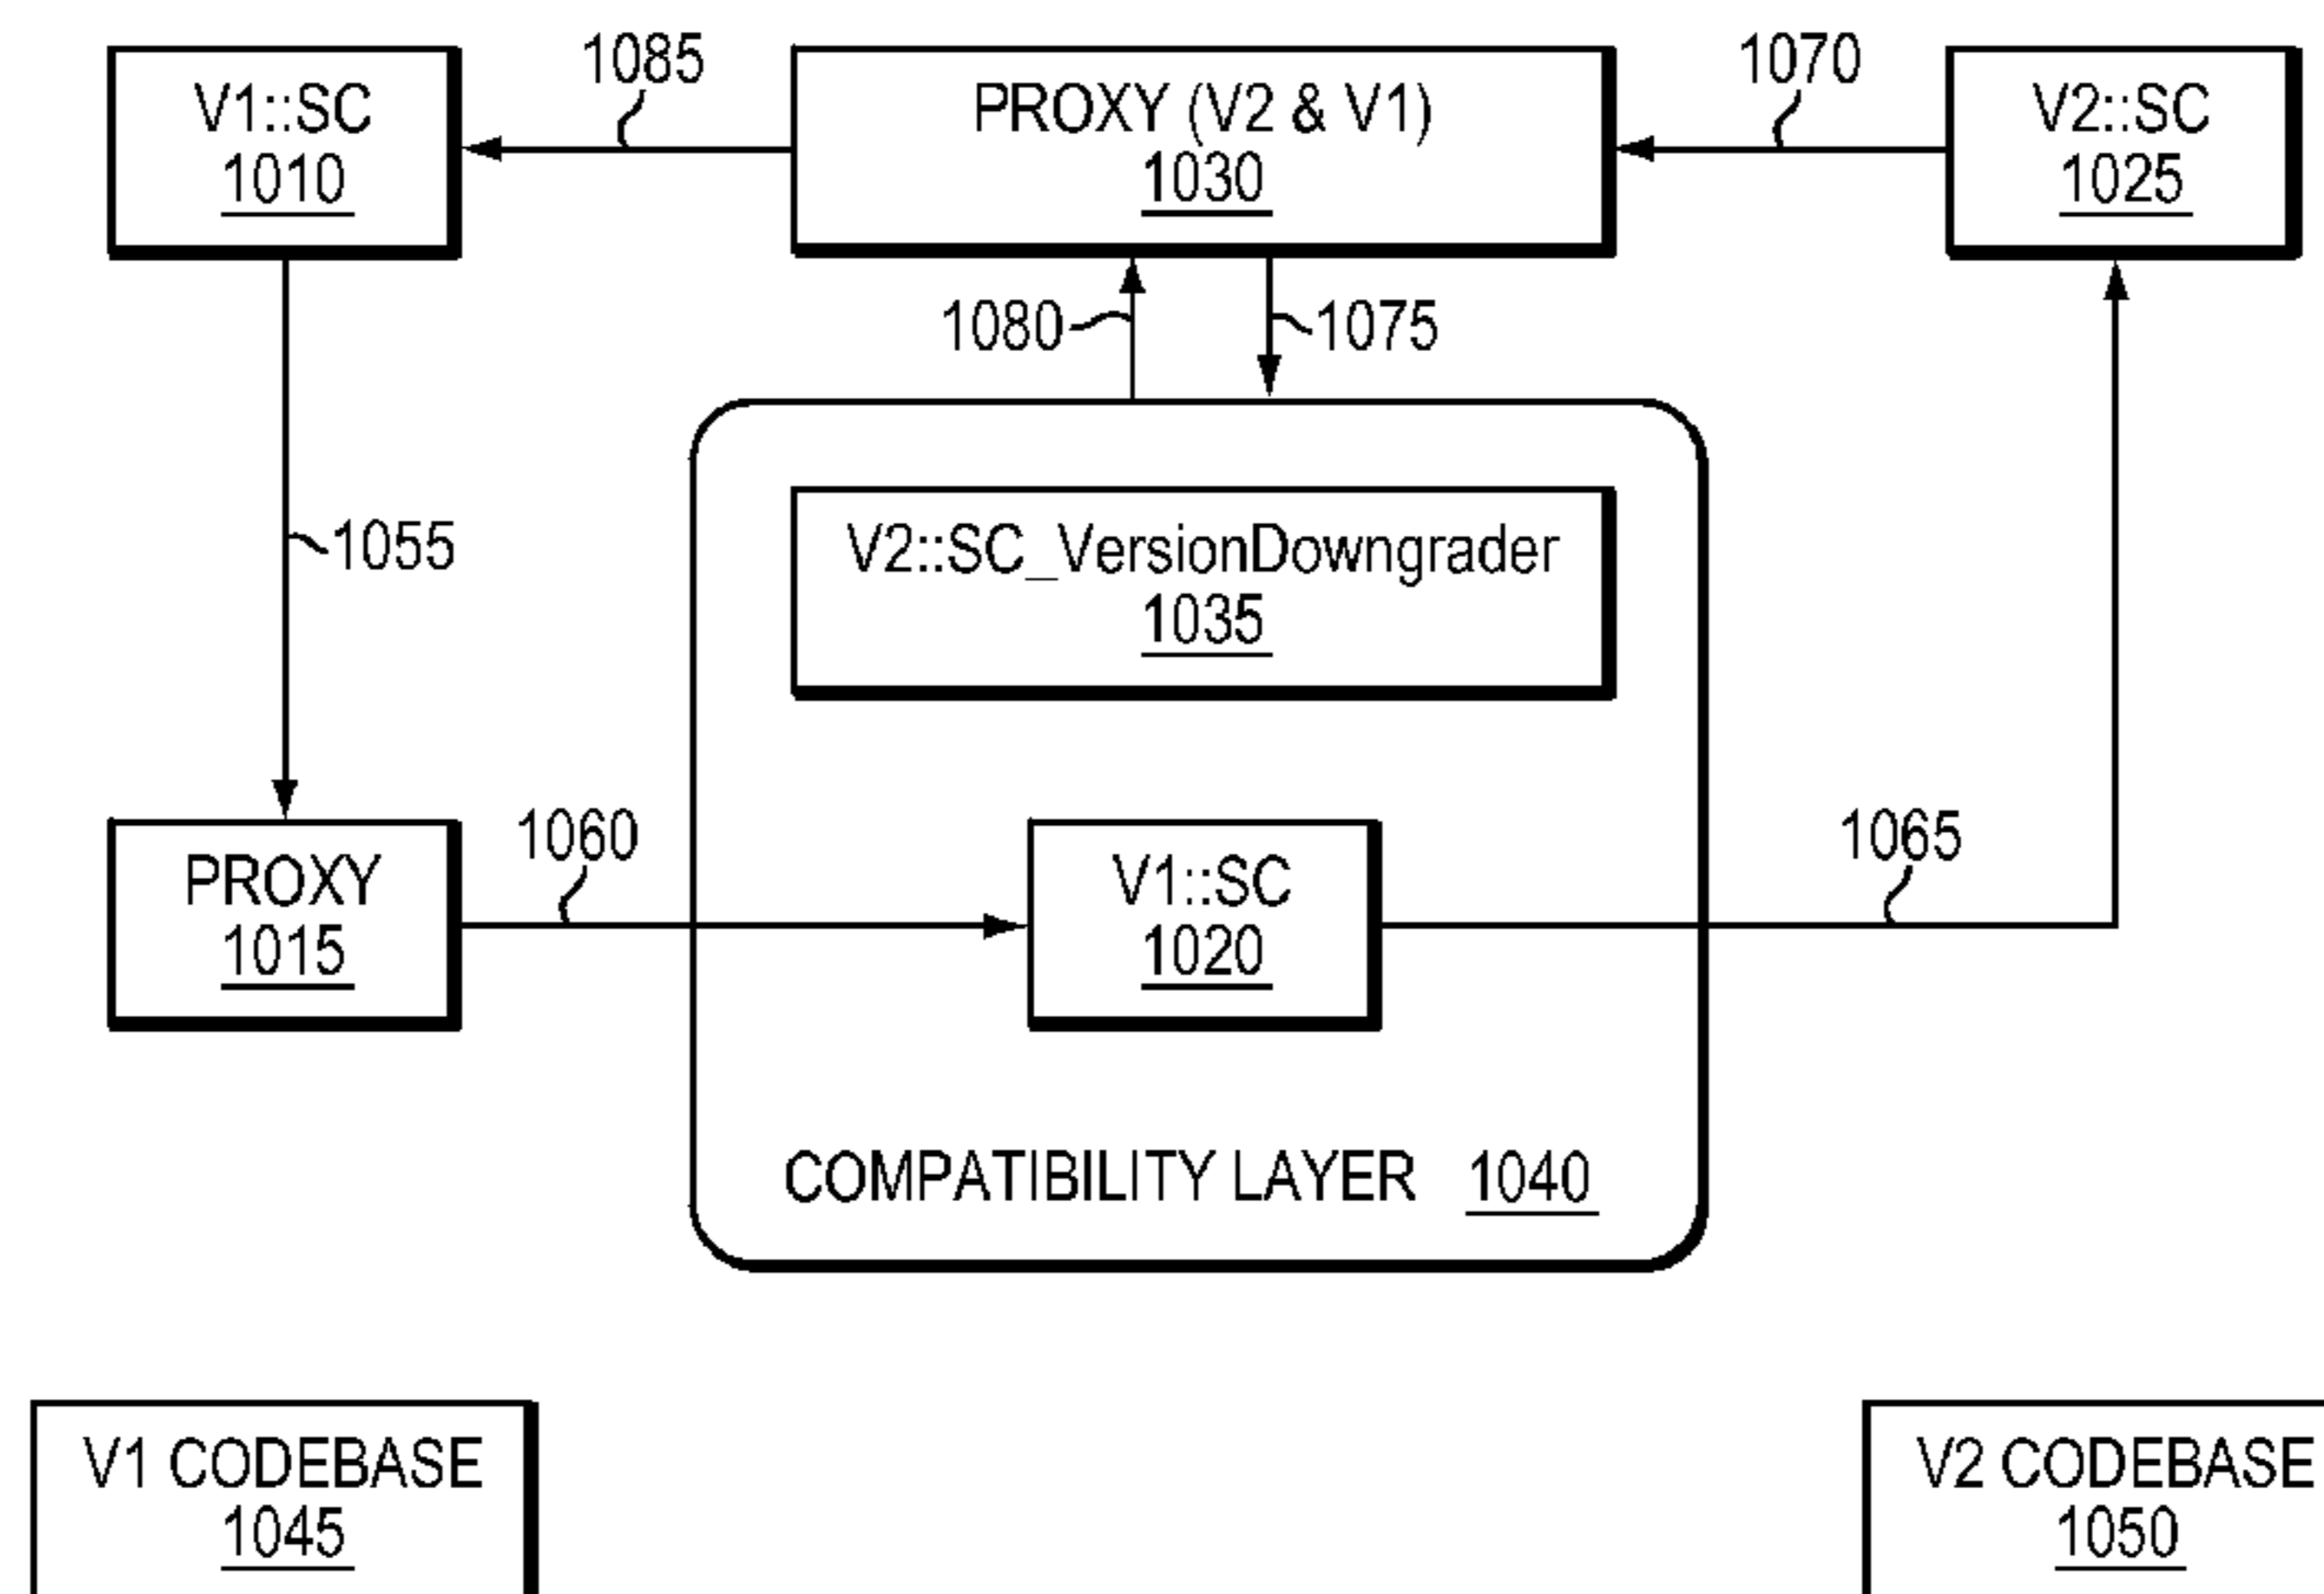 1085
1070
V1::SC
1010
PROXY (V2 & V1)
1030
V2::SC
1025
1080
1075
V2::SC_VersionDowngrader
1035
1055
1060
1065
PROXY
1015
V1::SC
1020
COMPATIBILITY LAYER 1040
V1 CODEBASE
1045
V2 CODEBASE
1050